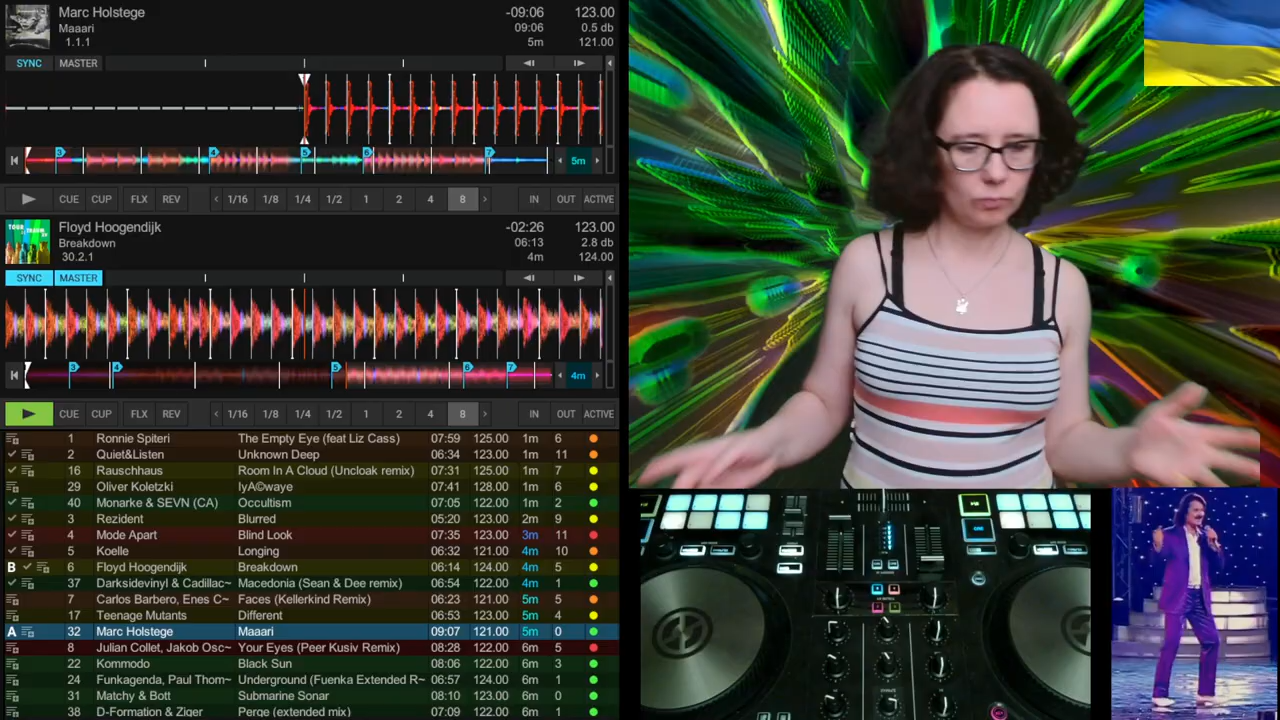 Marc Holstege -09:06 123.00
Maaari 09:06 0.5 db
1.1.1 5m 121.00
SYNC MASTER
3 4 5 6 7 5m
CUE CUP FLX REV 1/16 1/8 1/4 1/2 1 2 4 8 IN OUT ACTIVE
Floyd Hoogendijk -02:26 123.00
Breakdown 06:13 2.8 db
30.2.1 4m 124.00
SYNC MASTER
3 4 5 6 7 4m
CUE CUP FLX REV 1/16 1/8 1/4 1/2 1 2 4 8 IN OUT ACTIVE
1 Ronnie Spiteri The Empty Eye (feat Liz Cass) 07:59 125.00 1m 6
2 Quiet&Listen Unknown Deep 06:34 122.00 1m 11
16 Rauschhaus Room In A Cloud (Uncloak remix) 07:31 125.00 1m 7
29 Oliver Koletzki IyA©waye 07:41 128.00 1m 6
40 Monarke & SEVN (CA) Occultism 07:05 122.00 1m 2
3 Rezident Blurred 05:20 123.00 2m 9
4 Mode Apart Blind Look 07:35 123.00 3m 11
5 Koelle Longing 06:32 121.00 4m 10
B 6 Floyd Hoogendijk Breakdown 06:14 124.00 4m 5
37 Darksidevinyl & Cadillac~ Macedonia (Sean & Dee remix) 06:54 122.00 4m 1
7 Carlos Barbero, Enes C~ Faces (Kellerkind Remix) 06:23 121.00 5m 5
17 Teenage Mutants Different 06:53 123.00 5m 4
A 32 Marc Holstege Maaari 09:07 121.00 5m 0
8 Julian Collet, Jakob Osc~ Your Eyes (Peer Kusiv Remix) 08:28 122.00 6m 5
22 Kommodo Black Sun 08:06 122.00 6m 3
24 Funkagenda, Paul Thom~ Underground (Fuenka Extended R~ 06:57 124.00 6m 1
31 Matchy & Bott Submarine Sonar 08:10 123.00 6m 0
38 D-Formation & Ziger Perge (extended mix) 07:09 122.00 6m 1